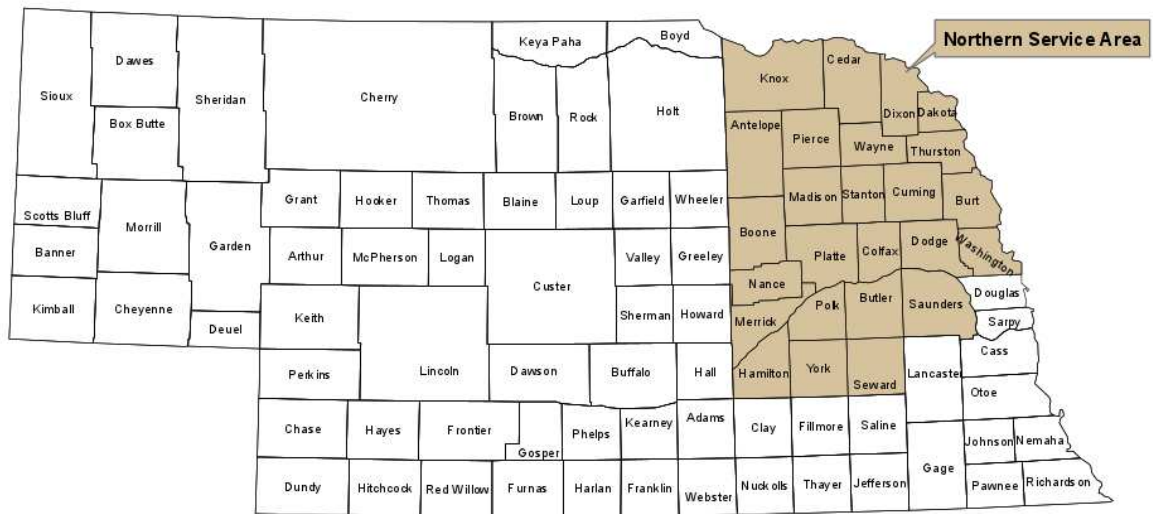 Northern Service Area
Keya Paha
Boyd
Dawes
Sioux
Sheridan
Cherry
Box Butte
Brown
Rock
Holt
Knox
Cedar
Dixon
Dakota
Antelope
Pierce
Wayne
Thurston
Scotts Bluff
Morrill
Garden
Grant
Hooker
Thomas
Blaine
Loup
Garfield
Wheeler
Madison
Stanton
Cuming
Burt
Banner
Arthur
McPherson
Logan
Custer
Valley
Greeley
Boone
Platte
Colfax
Dodge
Washington
Kimball
Cheyenne
Deuel
Keith
Sherman
Howard
Nance
Merrick
Polk
Butler
Saunders
Douglas
Sarpy
Perkins
Lincoln
Dawson
Buffalo
Hall
Hamilton
York
Seward
Lancaster
Cass
Otoe
Chase
Hayes
Frontier
Gosper
Phelps
Kearney
Adams
Clay
Fillmore
Saline
Gage
Johnson
Nemaha
Dundy
Hitchcock
Red Willow
Furnas
Harlan
Franklin
Webster
Nuckolls
Thayer
Jefferson
Pawnee
Richardson